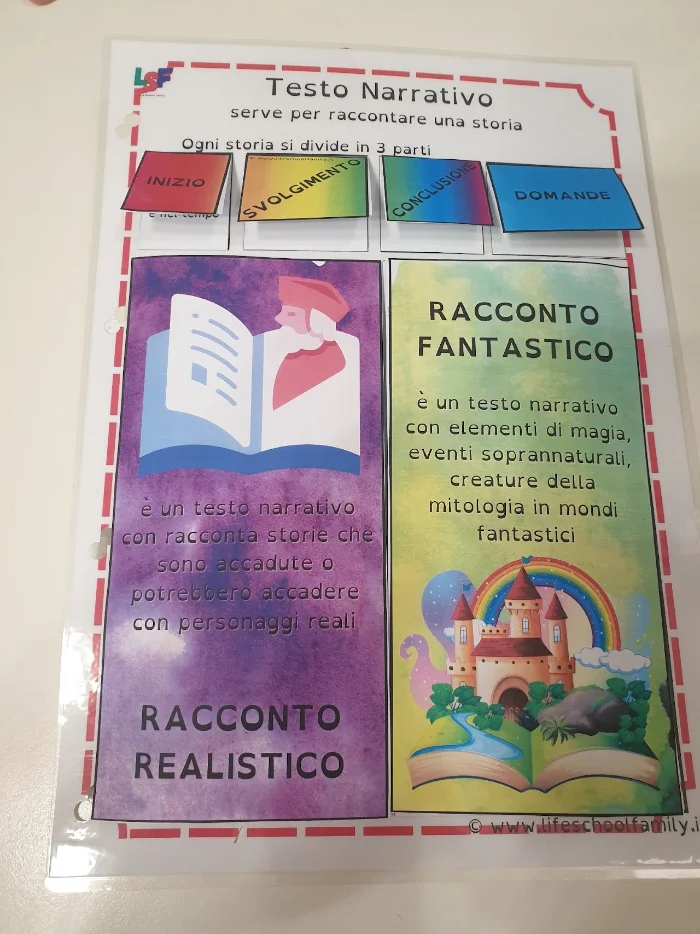 LSF
Testo Narrativo
serve per raccontare una storia
Ogni storia si divide in 3 parti
INIZIO
SVOLGIMENTO
CONCLUSIONE
DOMANDE
e nel tempo
è un testo narrativo
con racconta storie che
sono accadute o
potrebbero accadere
con personaggi reali
RACCONTO
REALISTICO
RACCONTO
FANTASTICO
è un testo narrativo
con elementi di magia,
eventi soprannaturali,
creature della
mitologia in mondi
fantastici
© www.lifeschoolfamily.i